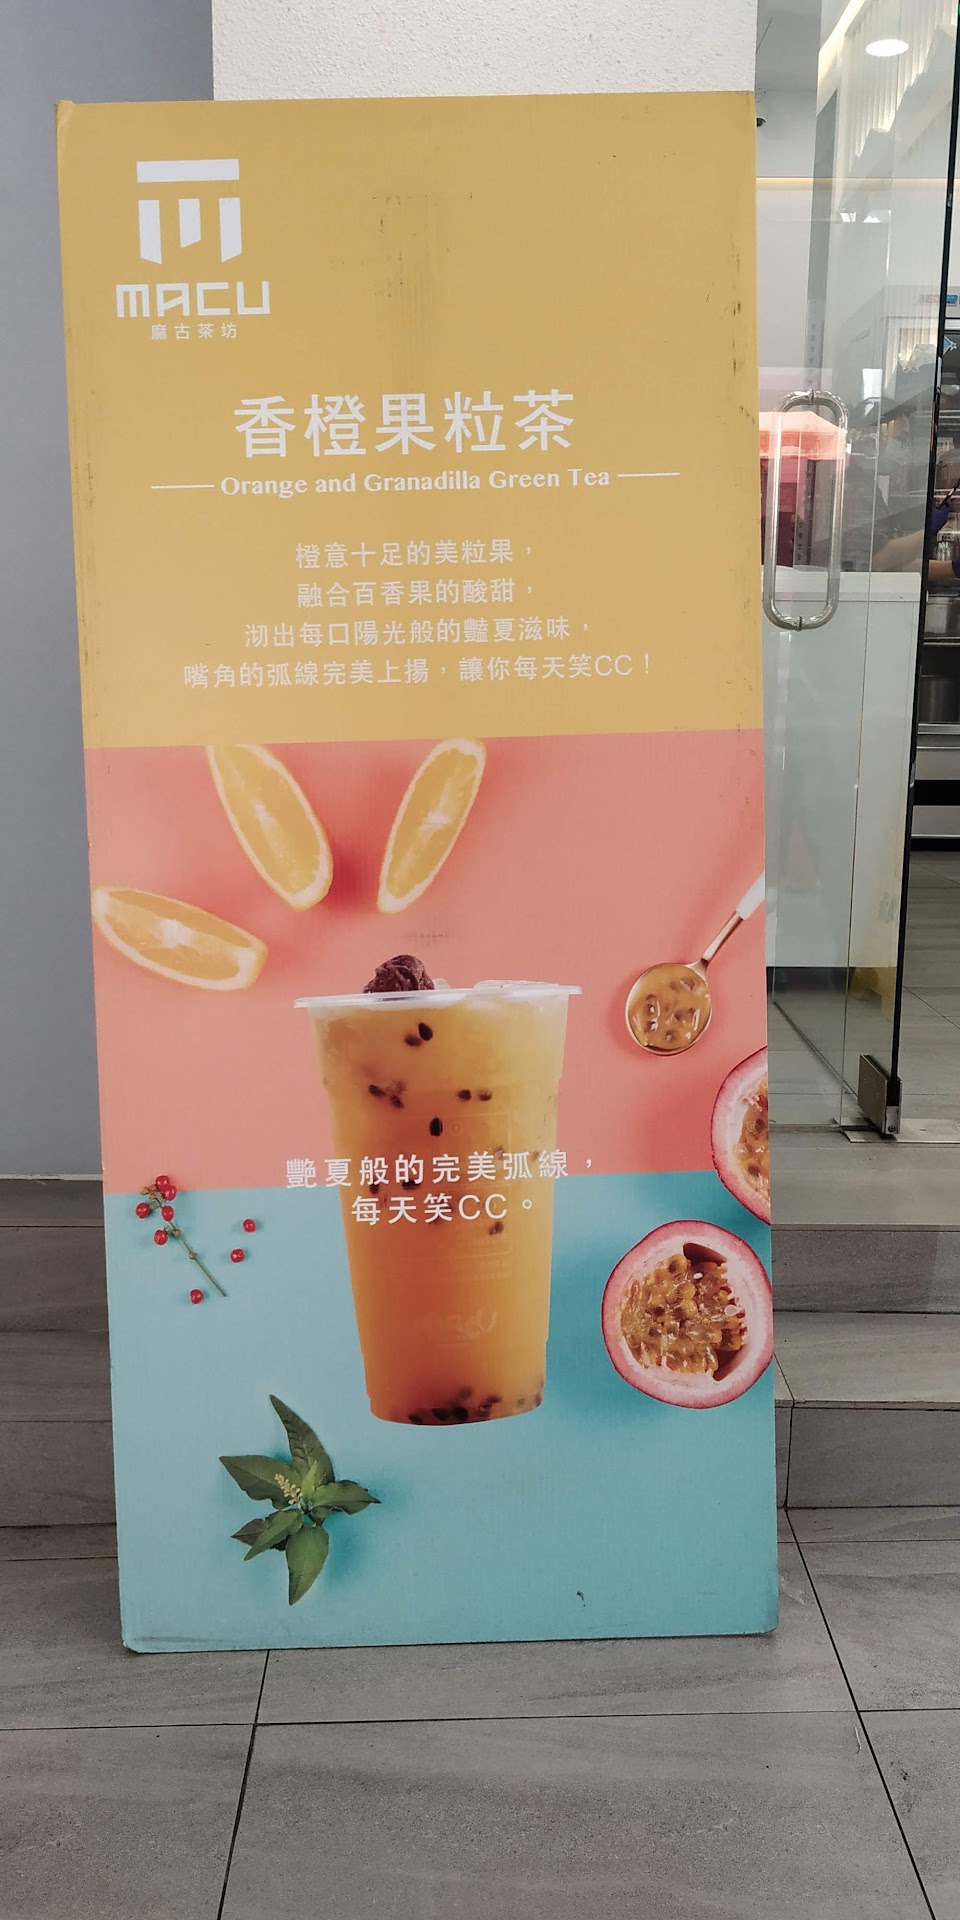 MACU
麻古茶坊
香橙果粒茶
Orange and Granadilla Green Tea
橙意十足的美粒果，
融合百香果的酸甜，
沏出每口陽光般的豔夏滋味，
嘴角的弧線完美上揚，讓你每天笑CC！
艷夏般的完美弧線，
每天笑CC。